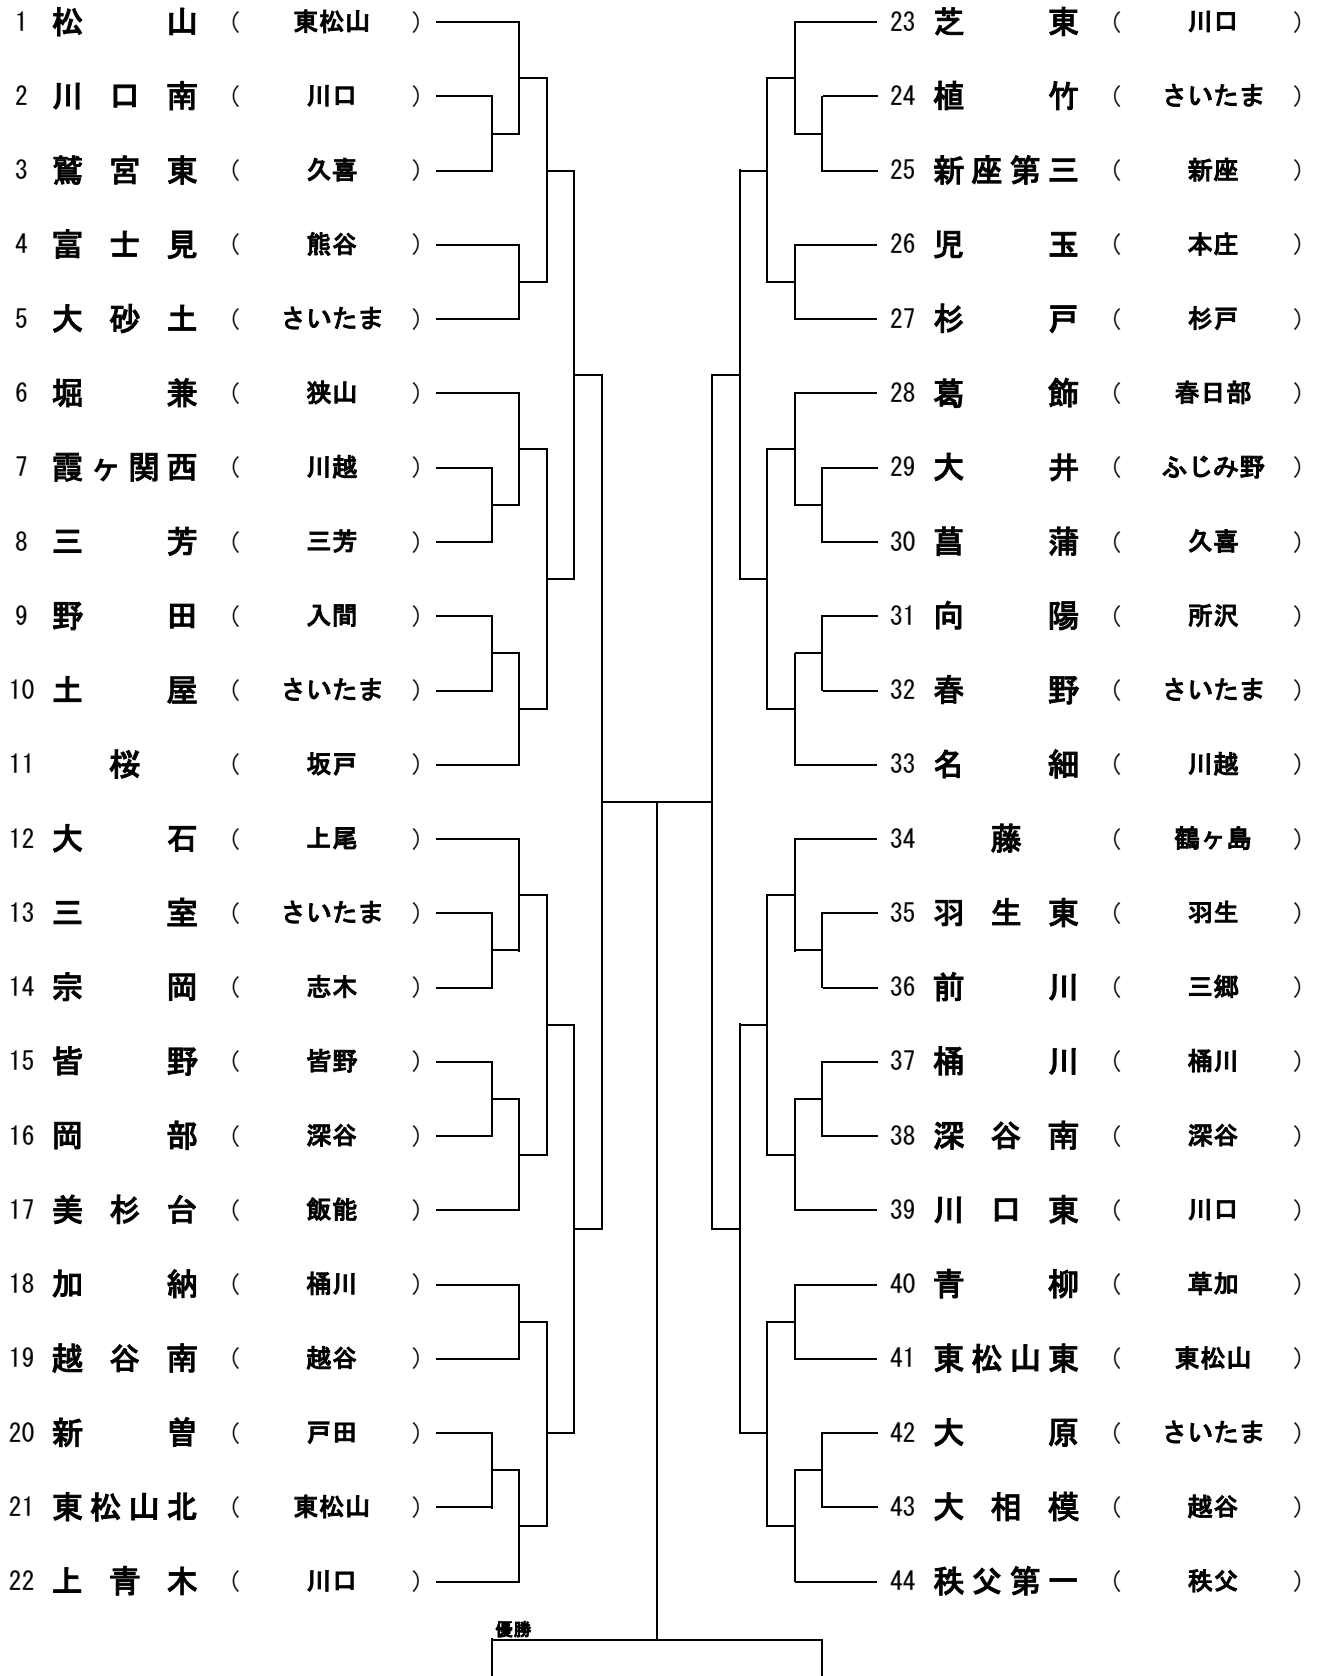 1 松山 （ 東松山 ）
2 川口南 （ 川口 ）
3 鷲宮東 （ 久喜 ）
4 富士見 （ 熊谷 ）
5 大砂土 （ さいたま ）
6 堀兼 （ 狭山 ）
7 霞ヶ関西 （ 川越 ）
8 三芳 （ 三芳 ）
9 野田 （ 入間 ）
10 土屋 （ さいたま ）
11 桜 （ 坂戸 ）
12 大石 （ 上尾 ）
13 三室 （ さいたま ）
14 宗岡 （ 志木 ）
15 皆野 （ 皆野 ）
16 岡部 （ 深谷 ）
17 美杉台 （ 飯能 ）
18 加納 （ 桶川 ）
19 越谷南 （ 越谷 ）
20 新曽 （ 戸田 ）
21 東松山北 （ 東松山 ）
22 上青木 （ 川口 ）
23 芝東 （ 川口 ）
24 植竹 （ さいたま ）
25 新座第三 （ 新座 ）
26 児玉 （ 本庄 ）
27 杉戸 （ 杉戸 ）
28 葛飾 （ 春日部 ）
29 大井 （ ふじみ野 ）
30 菖蒲 （ 久喜 ）
31 向陽 （ 所沢 ）
32 春野 （ さいたま ）
33 名細 （ 川越 ）
34 藤 （ 鶴ヶ島 ）
35 羽生東 （ 羽生 ）
36 前川 （ 三郷 ）
37 桶川 （ 桶川 ）
38 深谷南 （ 深谷 ）
39 川口東 （ 川口 ）
40 青柳 （ 草加 ）
41 東松山東 （ 東松山 ）
42 大原 （ さいたま ）
43 大相模 （ 越谷 ）
44 秩父第一 （ 秩父 ）
優勝